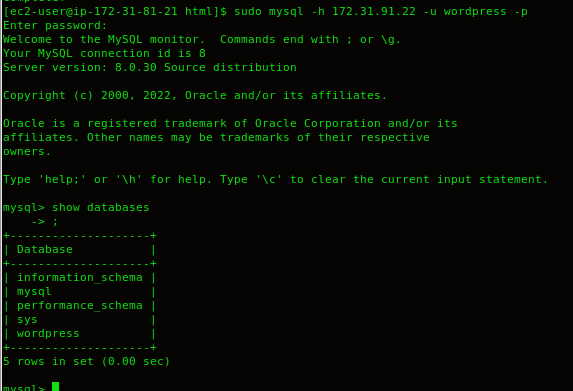 [ec2-user@ip-172-31-81-21 html]$ sudo mysql -h 172.31.91.22 -u wordpress -p
Enter password:
Welcome to the MySQL monitor.  Commands end with ; or \g.
Your MySQL connection id is 8
Server version: 8.0.30 Source distribution
Copyright (c) 2000, 2022, Oracle and/or its affiliates.
Oracle is a registered trademark of Oracle Corporation and/or its
affiliates. Other names may be trademarks of their respective
owners.
Type 'help;' or '\h' for help. Type '\c' to clear the current input statement.
mysql> show databases
    -> ;
+--------------------+
| Database           |
+--------------------+
| information_schema |
| mysql              |
| performance_schema |
| sys                |
| wordpress          |
+--------------------+
5 rows in set (0.00 sec)
mysql>